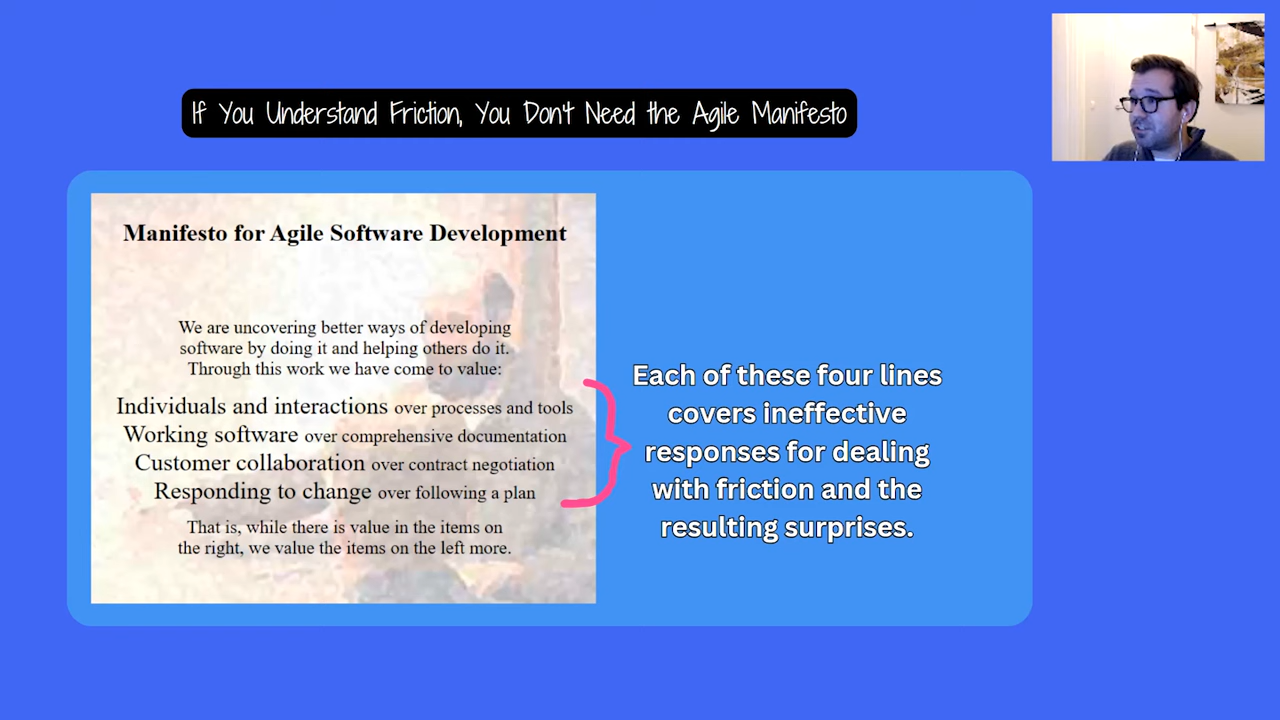 If You Understand Friction, You Don't Need the Agile Manifesto
Manifesto for Agile Software Development
We are uncovering better ways of developing
software by doing it and helping others do it.
Through this work we have come to value:
Individuals and interactions over processes and tools
Working software over comprehensive documentation
Customer collaboration over contract negotiation
Responding to change over following a plan
That is, while there is value in the items on
the right, we value the items on the left more.
Each of these four lines
covers ineffective
responses for dealing
with friction and the
resulting surprises.